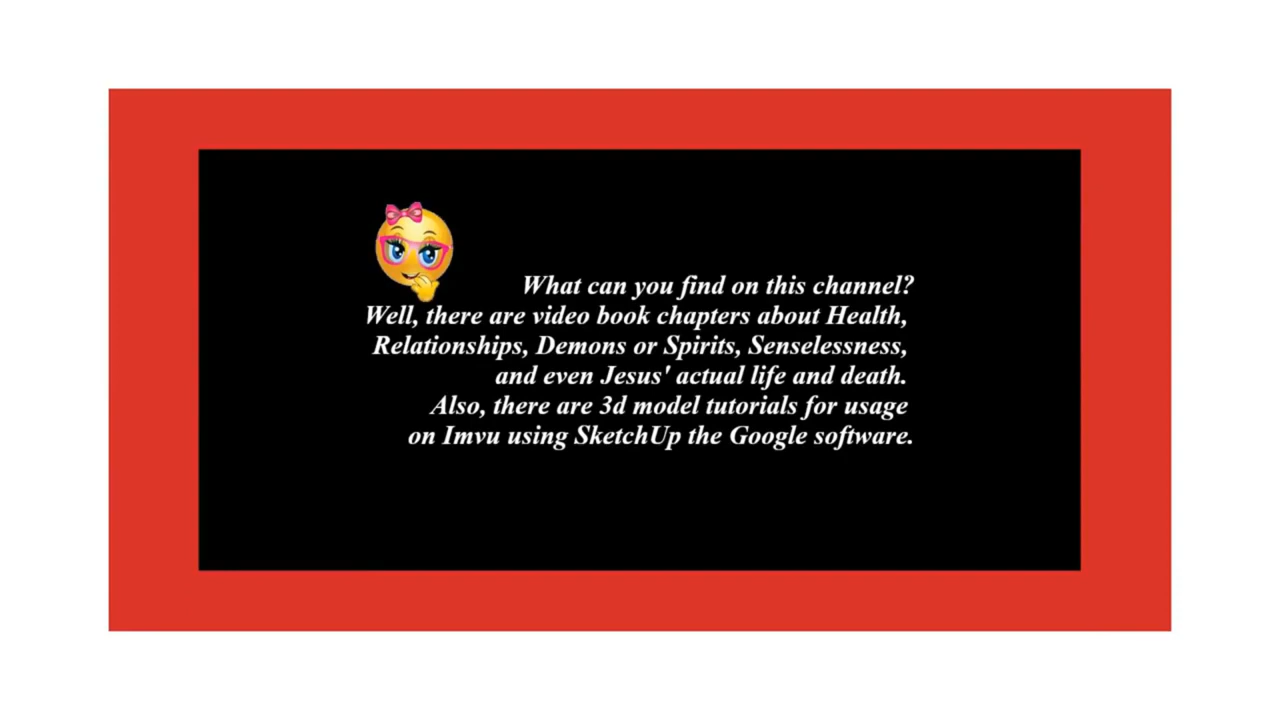 What can you find on this channel?
Well, there are video book chapters about Health,
Relationships, Demons or Spirits, Senselessness,
and even Jesus' actual life and death.
Also, there are 3d model tutorials for usage
on Imvu using SketchUp the Google software.